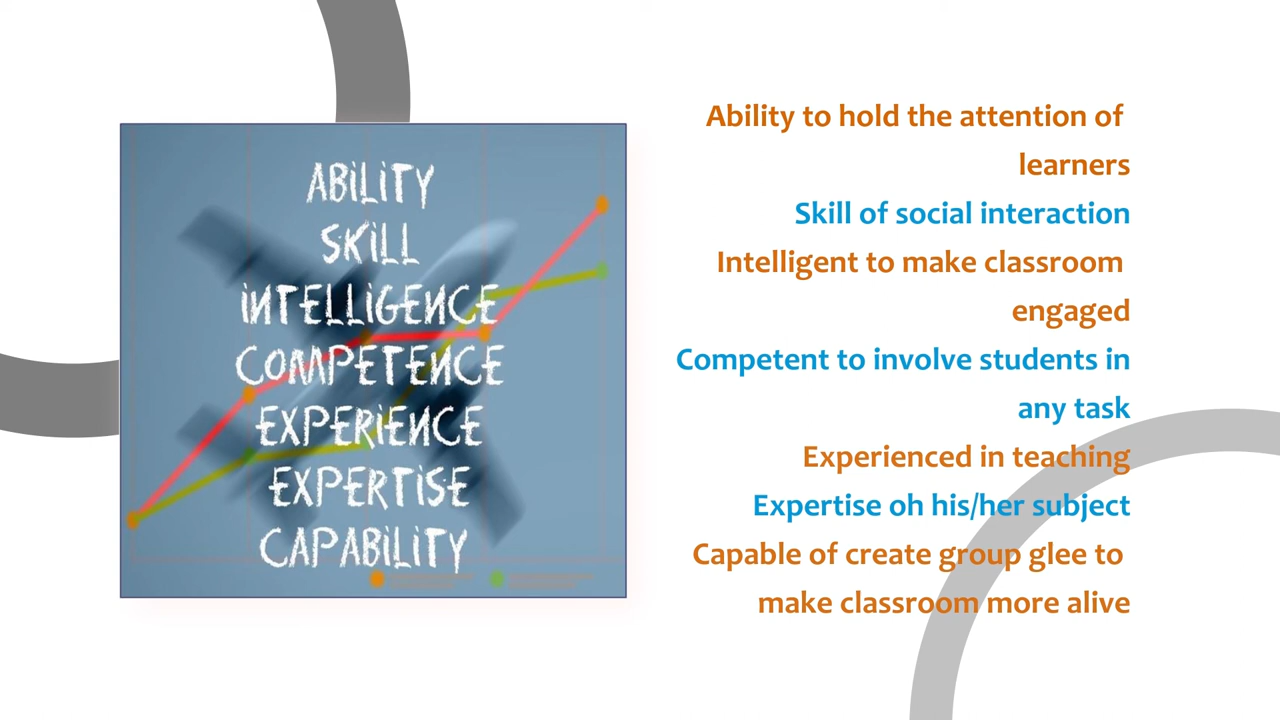 ABILITY
SKILL
INTELLIGENCE
COMPETENCE
EXPERIENCE
EXPERTISE
CAPABILITY
Ability to hold the attention of
learners
Skill of social interaction
Intelligent to make classroom
engaged
Competent to involve students in
any task
Experienced in teaching
Expertise oh his/her subject
Capable of create group glee to
make classroom more alive